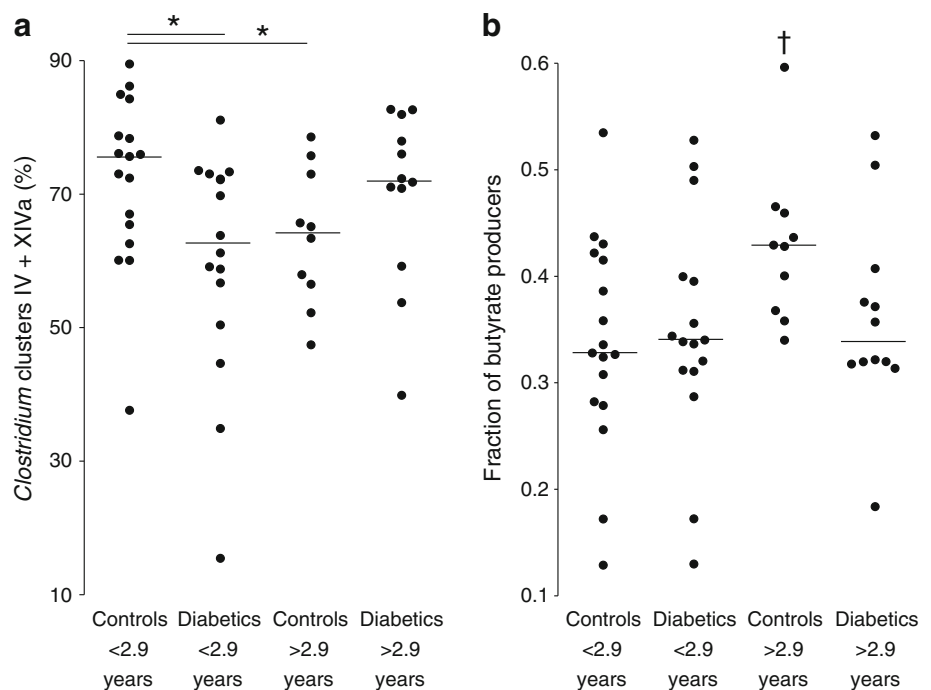 a
*
*
Clostridium clusters IV + XIVa (%)
90
70
50
30
10
Controls <2.9 years
Diabetics <2.9 years
Controls >2.9 years
Diabetics >2.9 years
b
†
Fraction of butyrate producers
0.6
0.5
0.4
0.3
0.2
0.1
Controls <2.9 years
Diabetics <2.9 years
Controls >2.9 years
Diabetics >2.9 years